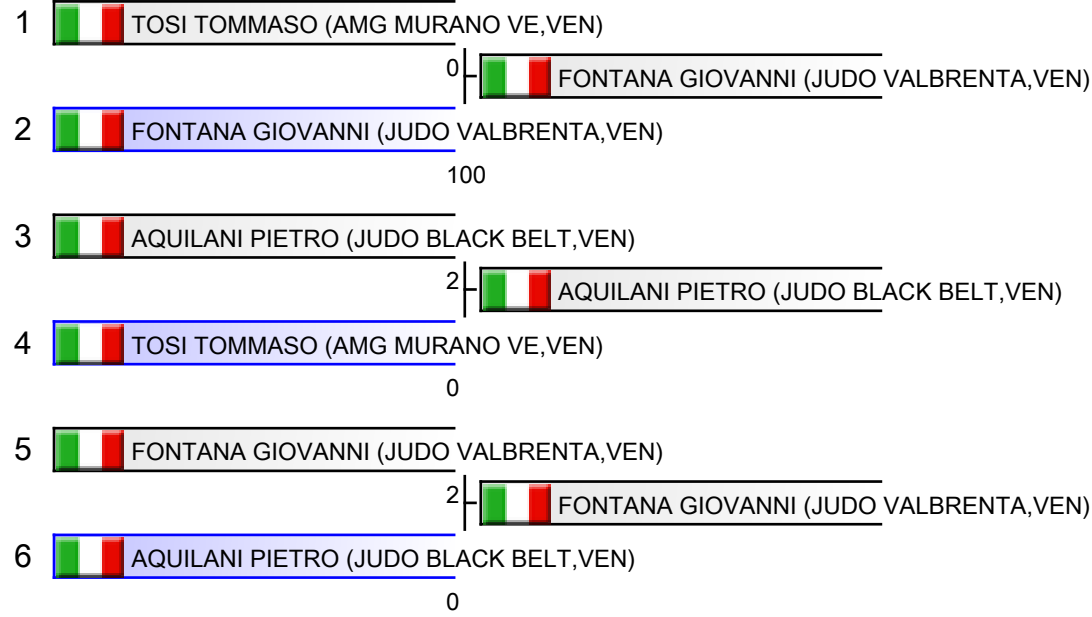 1 TOSI TOMMASO (AMG MURANO VE,VEN)
0 FONTANA GIOVANNI (JUDO VALBRENTA,VEN)
2 FONTANA GIOVANNI (JUDO VALBRENTA,VEN)
100
3 AQUILANI PIETRO (JUDO BLACK BELT,VEN)
2 AQUILANI PIETRO (JUDO BLACK BELT,VEN)
4 TOSI TOMMASO (AMG MURANO VE,VEN)
0
5 FONTANA GIOVANNI (JUDO VALBRENTA,VEN)
2 FONTANA GIOVANNI (JUDO VALBRENTA,VEN)
6 AQUILANI PIETRO (JUDO BLACK BELT,VEN)
0